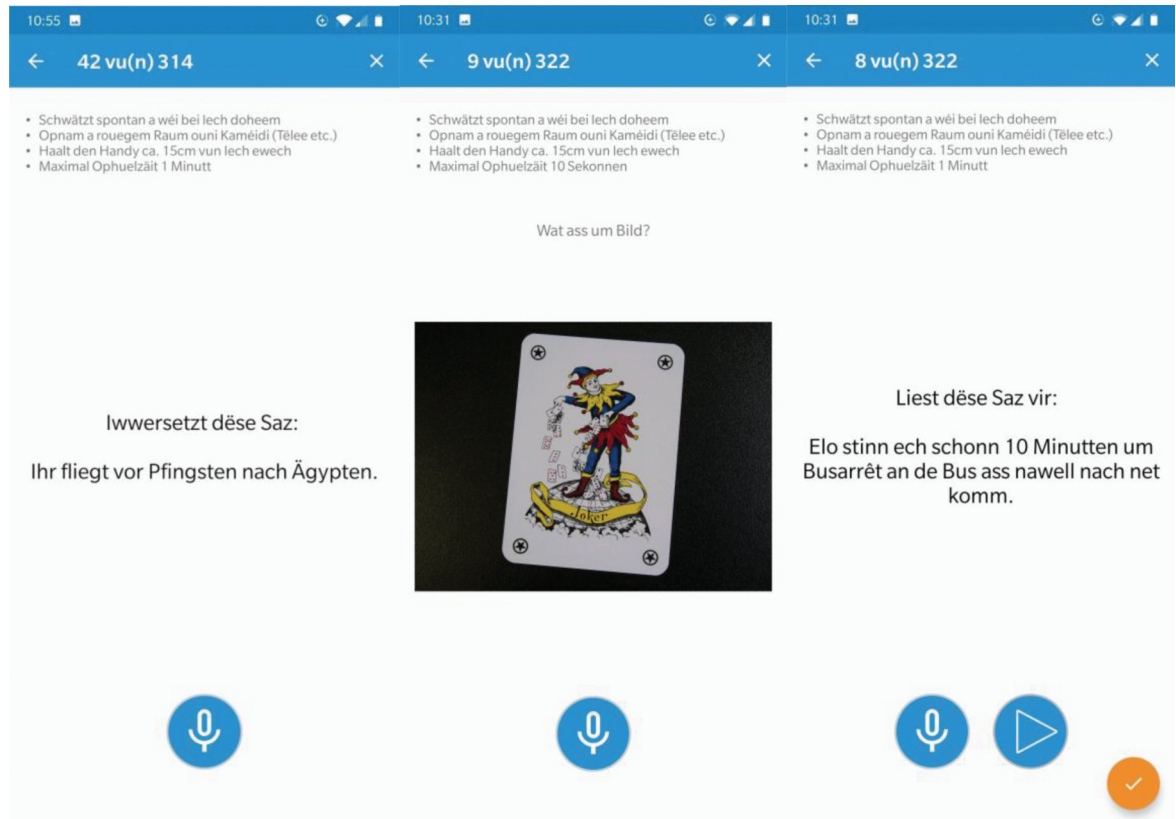 10:55
42 vu(n) 314
• Schwätzt spontan a wéi bei Iech doheem
• Opnam a rouegem Raum ouni Kaméidi (Tëlee etc.)
• Haalt den Handy ca. 15cm vun Iech ewech
• Maximal Ophuelzäit 1 Minutt
Iwwersetzt dëse Saz:
Ihr fliegt vor Pfingsten nach Ägypten.
10:31
9 vu(n) 322
• Schwätzt spontan a wéi bei Iech doheem
• Opnam a rouegem Raum ouni Kaméidi (Tëlee etc.)
• Haalt den Handy ca. 15cm vun Iech ewech
• Maximal Ophuelzäit 10 Sekonnen
Wat ass um Bild?
Joker
10:31
8 vu(n) 322
• Schwätzt spontan a wéi bei Iech doheem
• Opnam a rouegem Raum ouni Kaméidi (Tëlee etc.)
• Haalt den Handy ca. 15cm vun Iech ewech
• Maximal Ophuelzäit 1 Minutt
Liest dëse Saz vir:
Elo stinn ech schonn 10 Minutten um
Busarrêt an de Bus ass nawell nach net
komm.